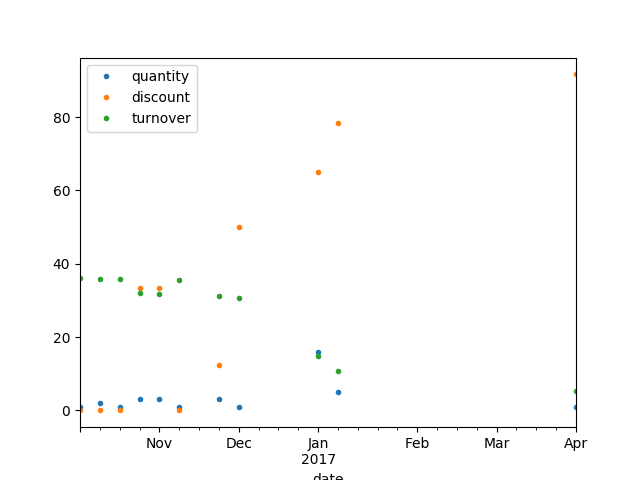 quantity
discount
turnover
80
60
40
20
0
Nov
Dec
Jan
2017
Feb
Mar
Apr
date